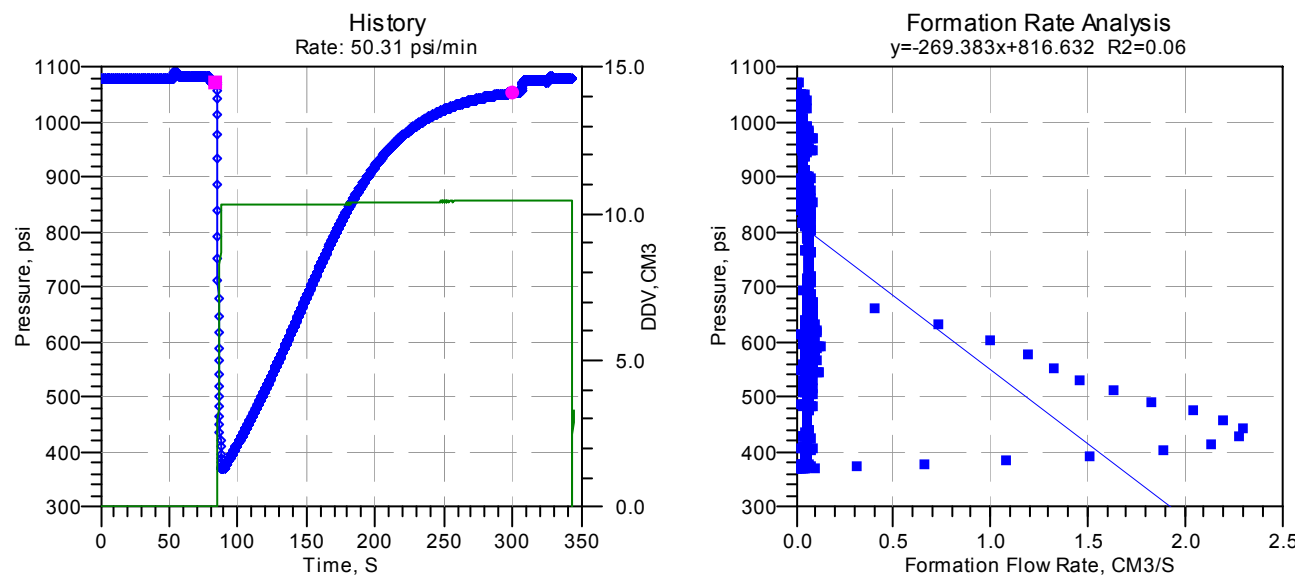 History
Rate: 50.31 psi/min
1100
1000
900
800
700
600
500
400
300
Pressure, psi
15.0
10.0
5.0
0.0
DDV,CM3
0 50 100 150 200 250 300 350
Time, S
Formation Rate Analysis
y=-269.383x+816.632 R2=0.06
1100
1000
900
800
700
600
500
400
300
Pressure, psi
0.0 0.5 1.0 1.5 2.0 2.5
Formation Flow Rate, CM3/S